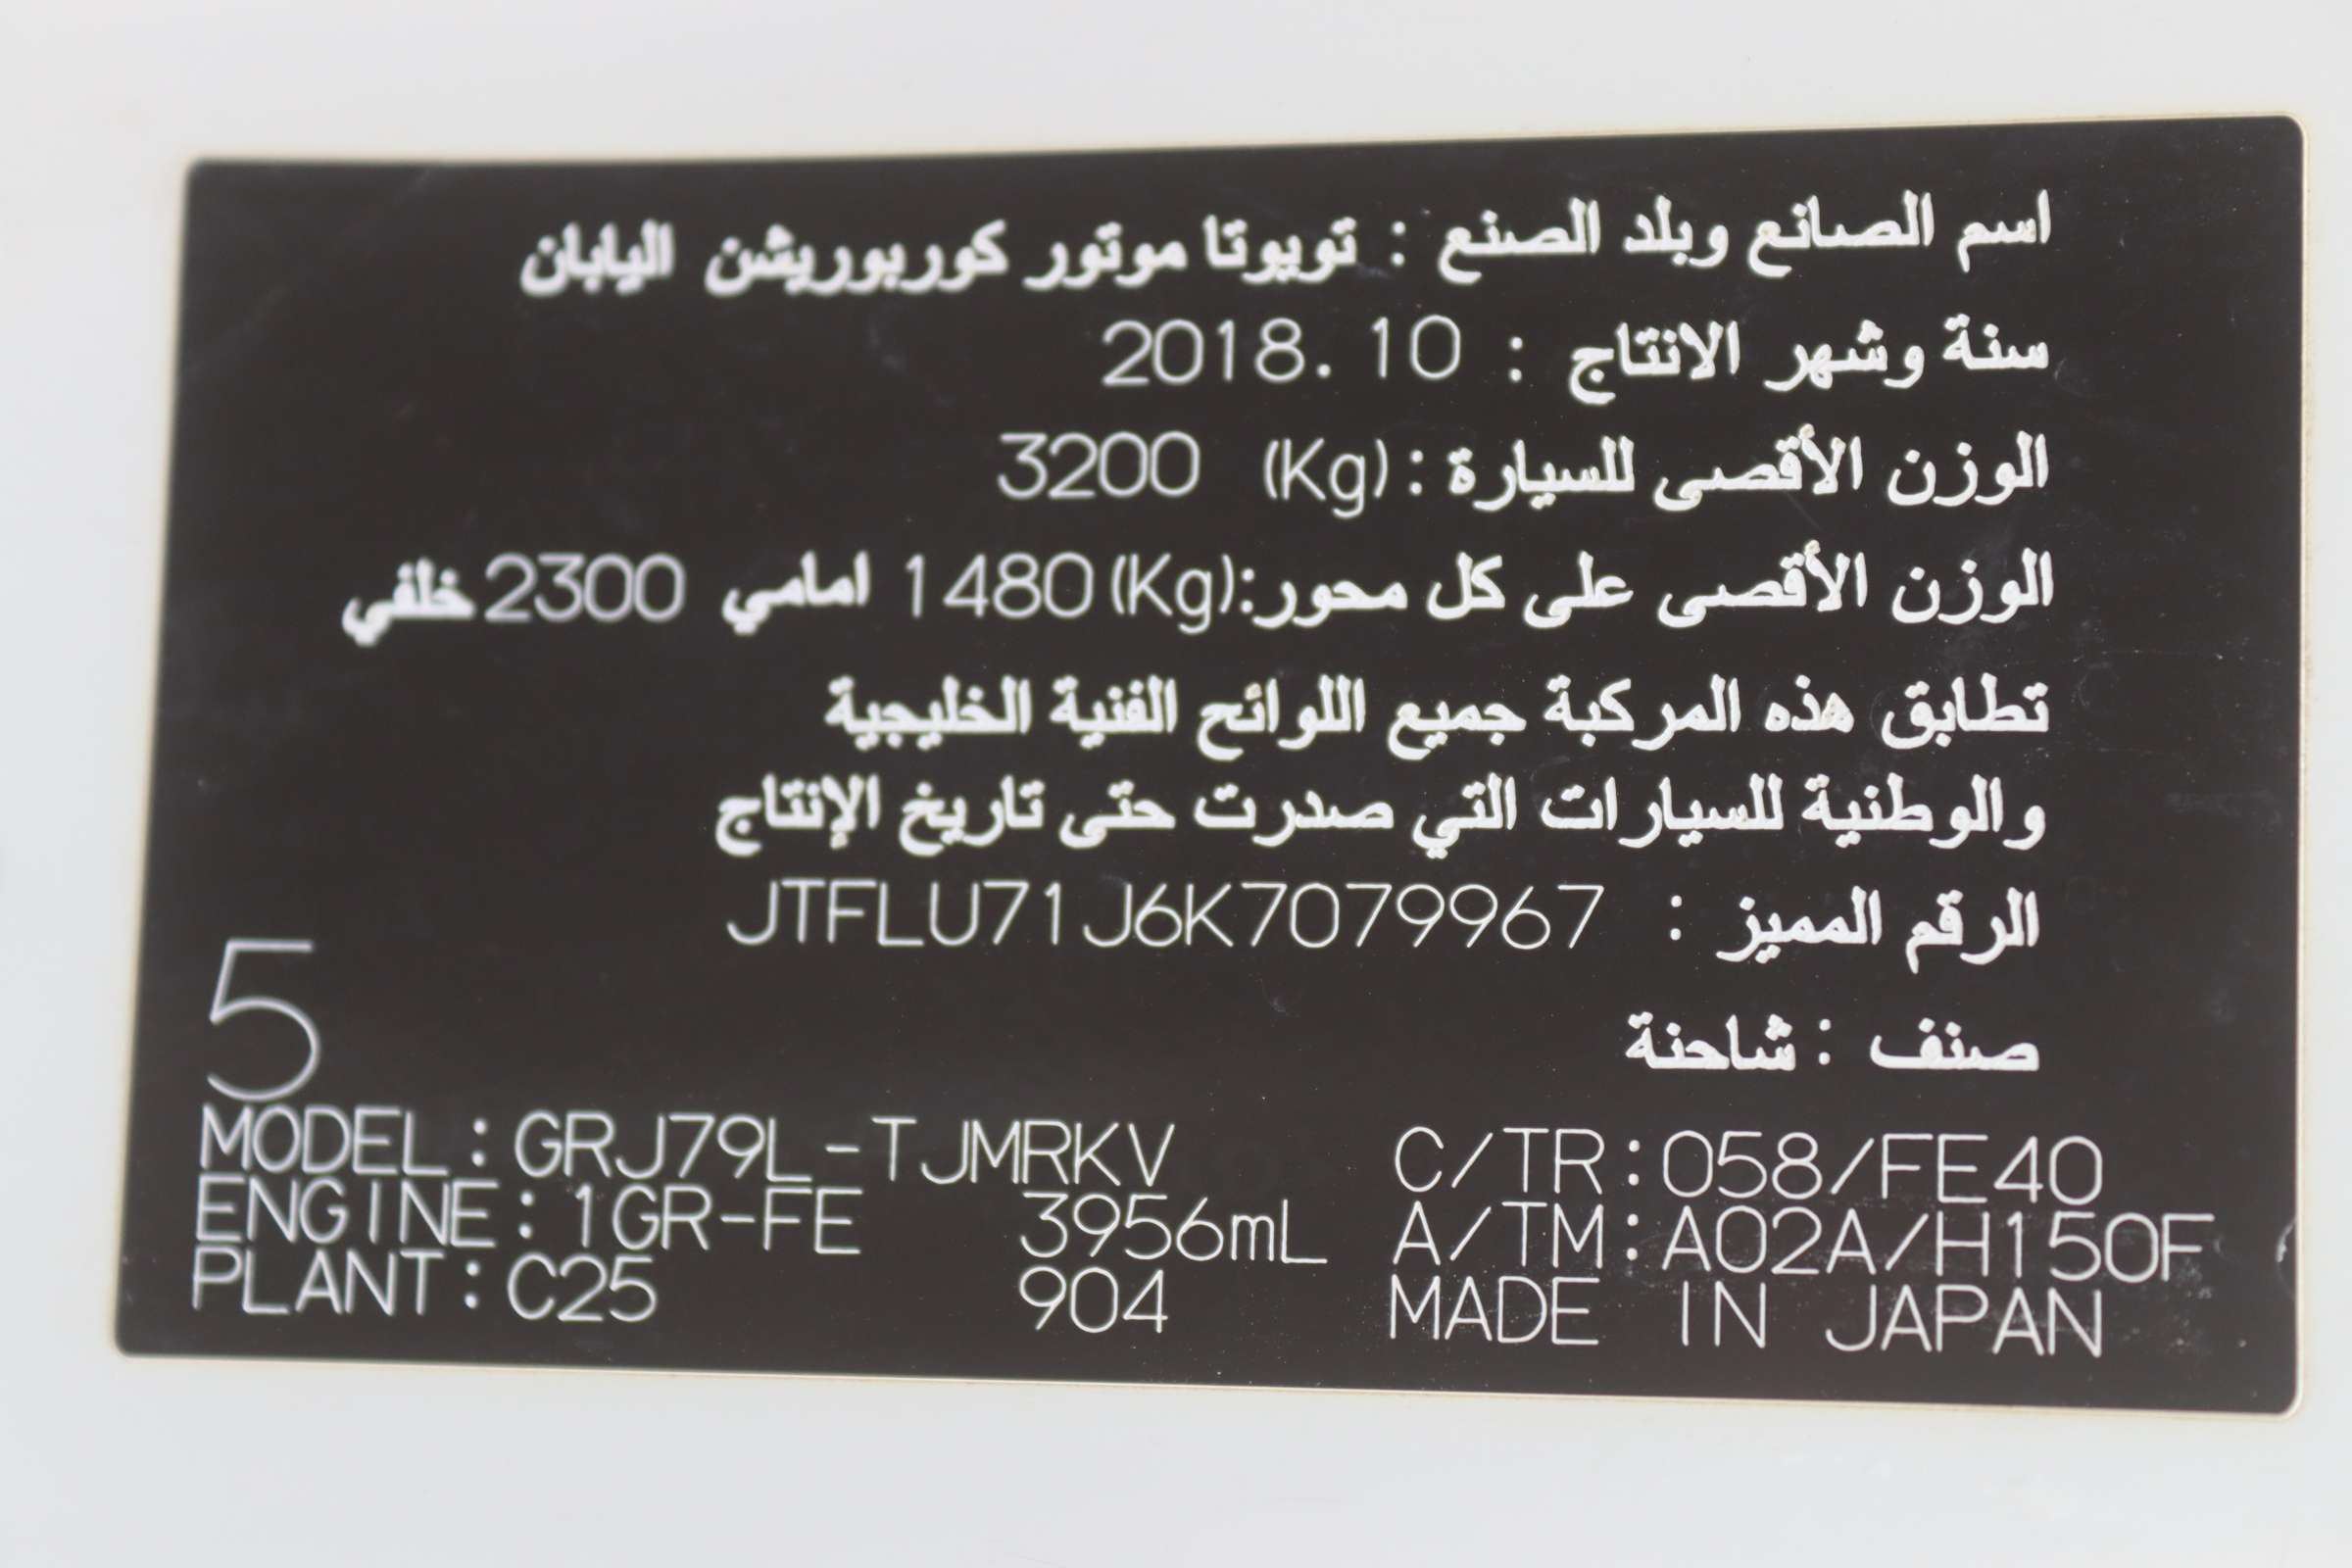 اسم الصانع وبلد الصنع : تويوتا موتور كوربوريشن اليابان
سنة وشهر الانتاج : 2018.10
الوزن الأقصى للسيارة : (Kg) 3200
الوزن الأقصى على كل محور:(Kg) 1480 امامي 2300 خلفي
تطابق هذه المركبة جميع اللوائح الفنية الخليجية
والوطنية للسيارات التي صدرت حتى تاريخ الإنتاج
الرقم المميز : JTFLU71J6K7079967
صنف : شاحنة
5
MODEL:GRJ79L-TJMRKV C/TR:058/FE40
ENGINE:1GR-FE 3956mL A/TM:A02A/H150F
PLANT:C25 904 MADE IN JAPAN